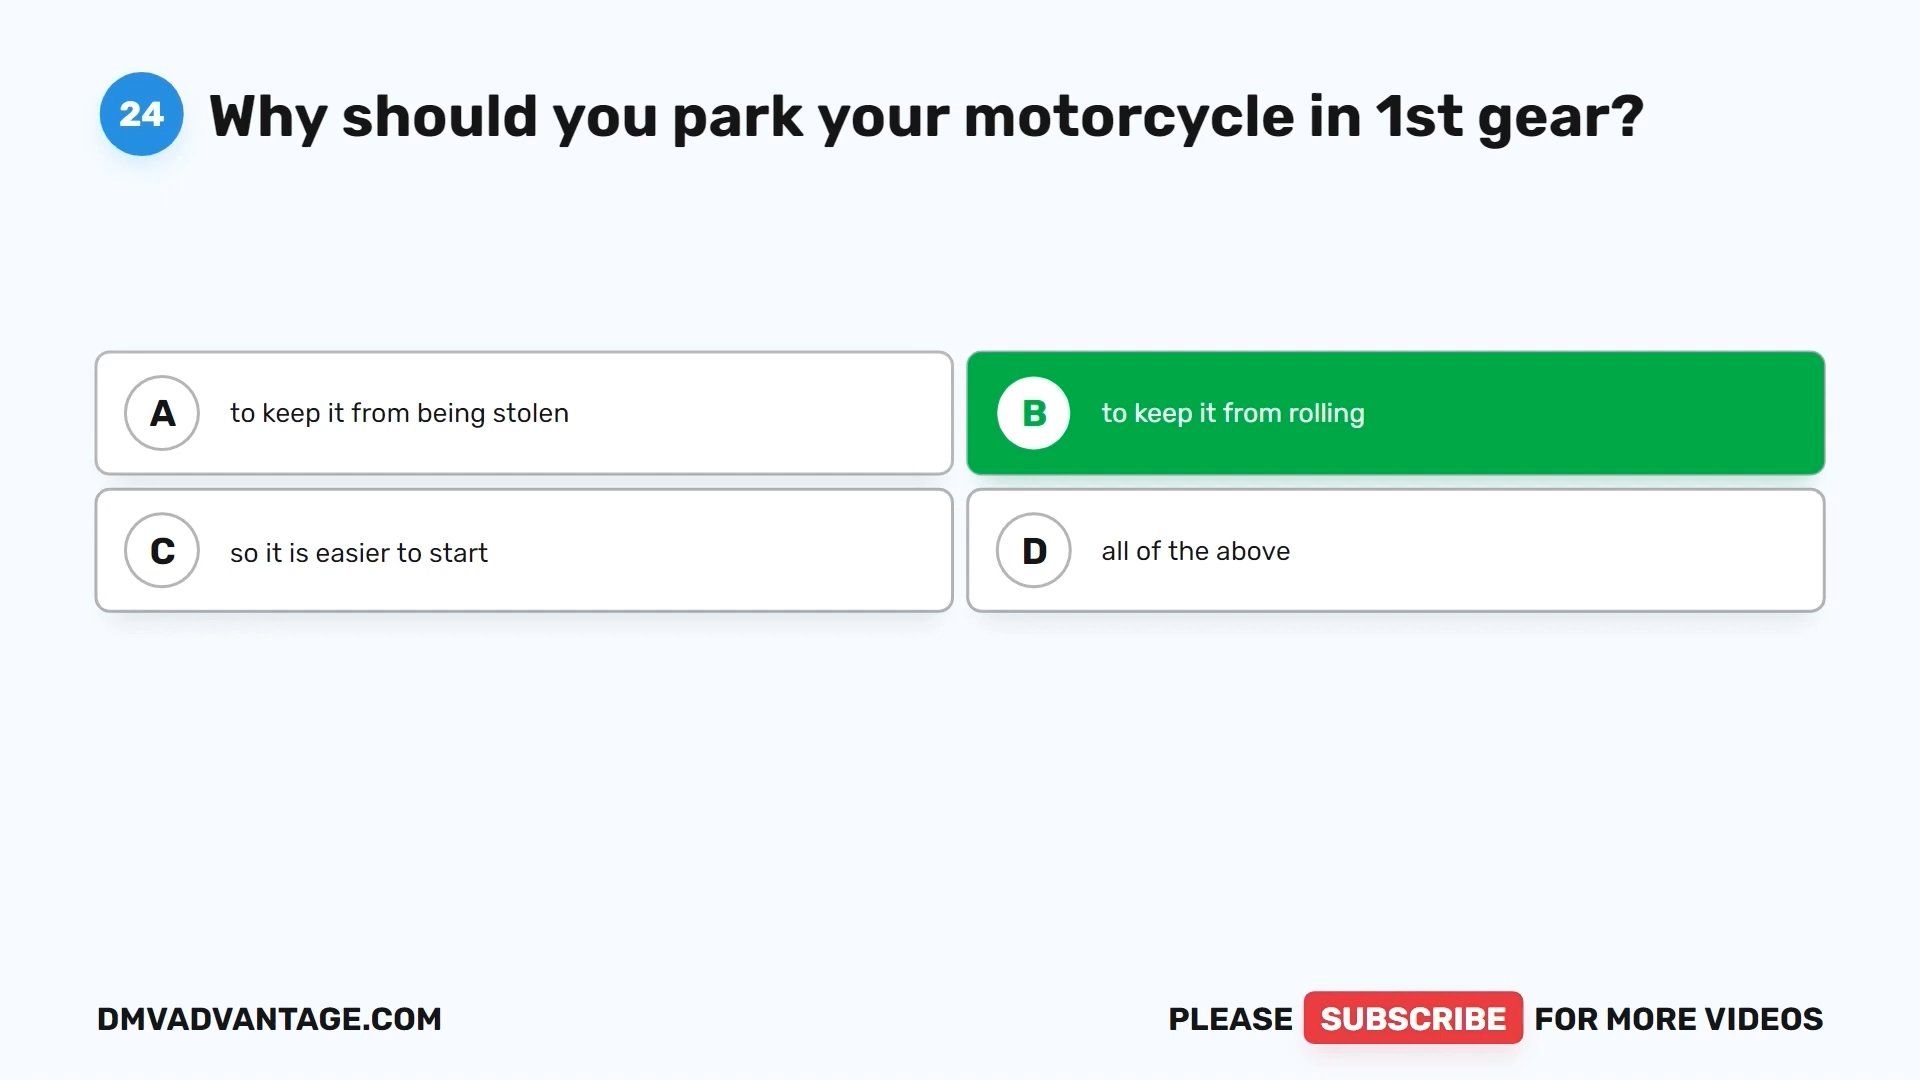 24 Why should you park your motorcycle in 1st gear?
A to keep it from being stolen
B to keep it from rolling
C so it is easier to start
D all of the above
DMVADVANTAGE.COM
PLEASE SUBSCRIBE FOR MORE VIDEOS